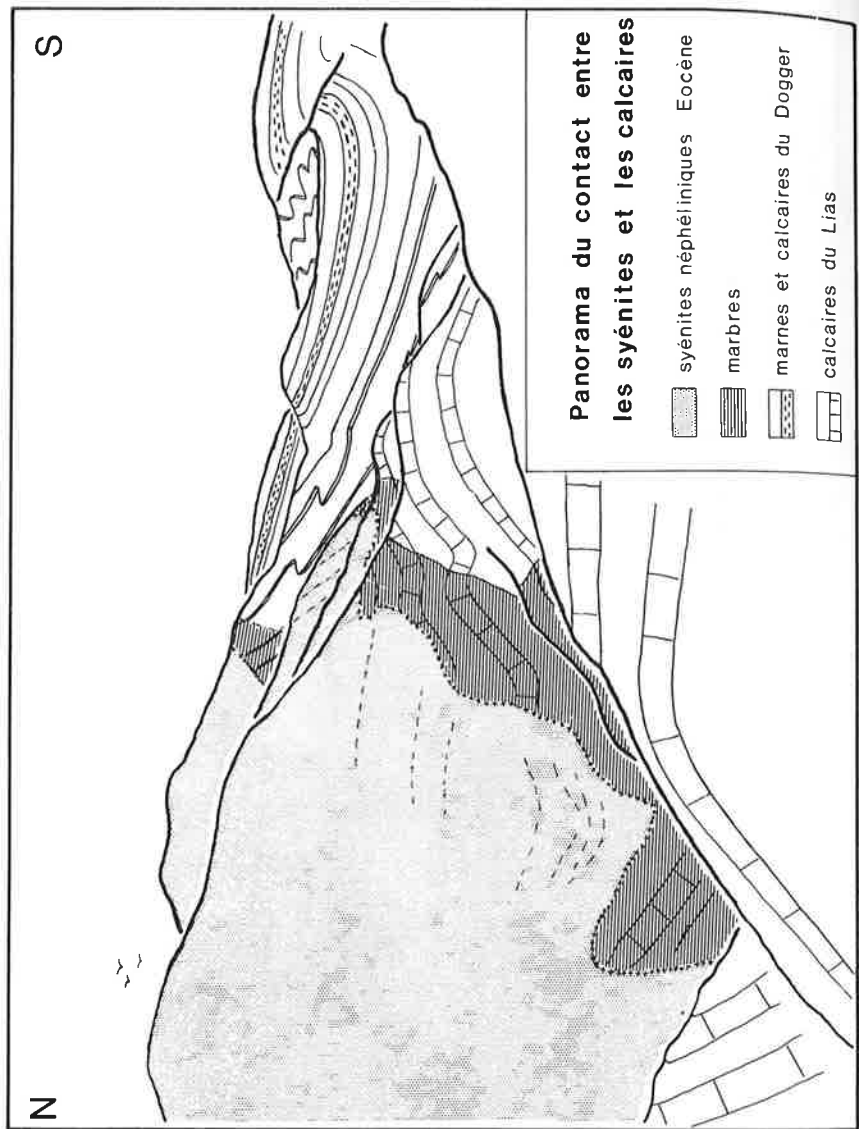 N
S
Panorama du contact entre
les syénites et les calcaires
syénites néphéliniques Eocène
marbres
marnes et calcaires du Dogger
calcaires du Lias